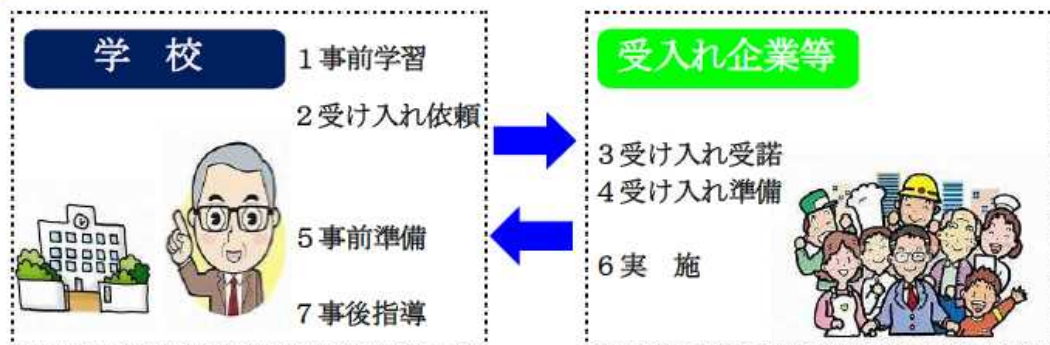 学 校
1事前学習
2受け入れ依頼
5事前準備
7事後指導
受入れ企業等
3受け入れ受諾
4受け入れ準備
6実 施